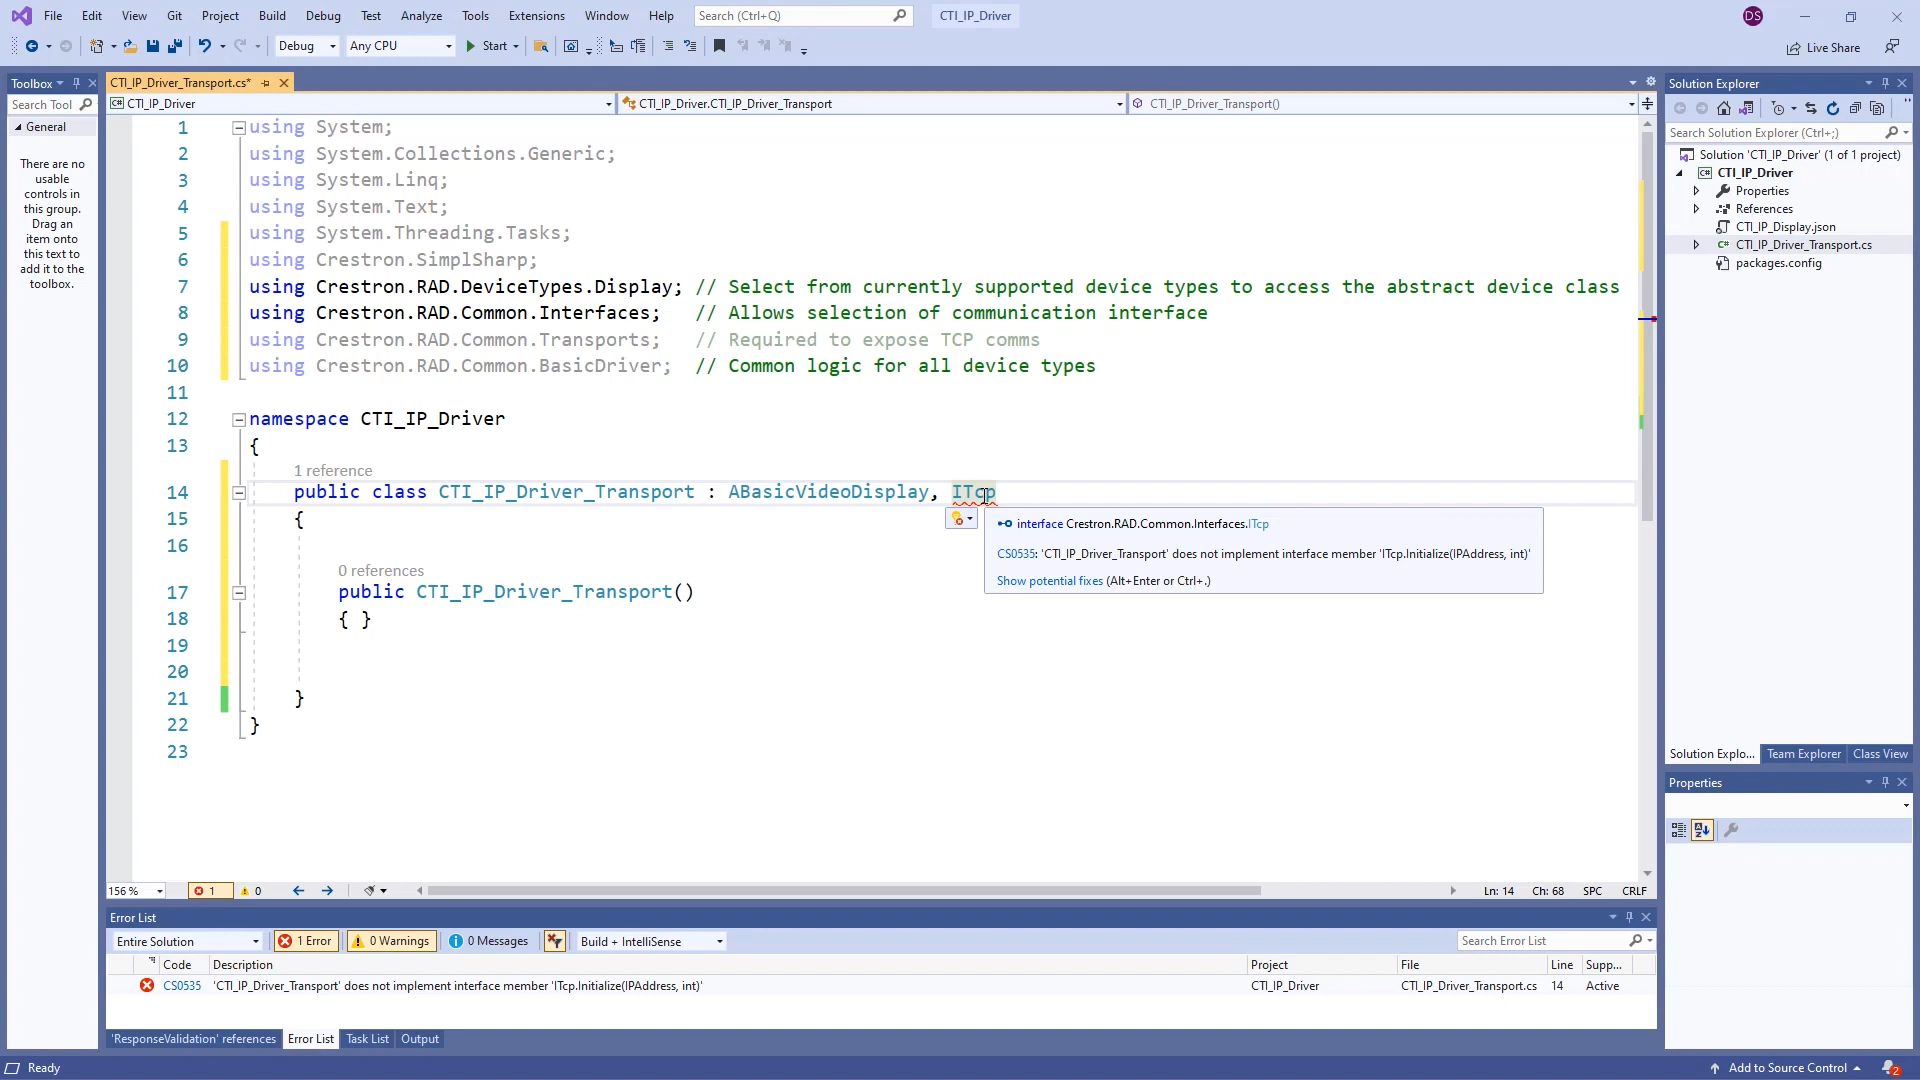 File Edit View Git Project Build Debug Test Analyze Tools Extensions Window Help Search (Ctrl+Q) CTI_IP_Driver DS
Debug Any CPU Start Live Share
Toolbox
Search Tool
General
There are no
usable
controls in
this group.
Drag an
item onto
this text to
add it to the
toolbox.
CTI_IP_Driver_Transport.cs*
CTI_IP_Driver CTI_IP_Driver.CTI_IP_Driver_Transport CTI_IP_Driver_Transport()
1 using System;
2 using System.Collections.Generic;
3 using System.Linq;
4 using System.Text;
5 using System.Threading.Tasks;
6 using Crestron.SimplSharp;
7 using Crestron.RAD.DeviceTypes.Display; // Select from currently supported device types to access the abstract device class
8 using Crestron.RAD.Common.Interfaces; // Allows selection of communication interface
9 using Crestron.RAD.Common.Transports; // Required to expose TCP comms
10 using Crestron.RAD.Common.BasicDriver; // Common logic for all device types
11
12 namespace CTI_IP_Driver
13 {
1 reference
14 public class CTI_IP_Driver_Transport : ABasicVideoDisplay, ITcp
15 {
interface Crestron.RAD.Common.Interfaces.ITcp
CS0535: 'CTI_IP_Driver_Transport' does not implement interface member 'ITcp.Initialize(IPAddress, int)'
Show potential fixes (Alt+Enter or Ctrl+.)
16
0 references
17 public CTI_IP_Driver_Transport()
18 { }
19
20
21 }
22 }
23
156 % 1 0 Ln: 14 Ch: 68 SPC CRLF
Error List
Entire Solution 1 Error 0 Warnings 0 Messages Build + IntelliSense Search Error List
Code Description Project File Line Supp...
CS0535 'CTI_IP_Driver_Transport' does not implement interface member 'ITcp.Initialize(IPAddress, int)' CTI_IP_Driver CTI_IP_Driver_Transport.cs 14 Active
'ResponseValidation' references Error List Task List Output
Solution Explorer
Search Solution Explorer (Ctrl+;)
Solution 'CTI_IP_Driver' (1 of 1 project)
CTI_IP_Driver
Properties
References
CTI_IP_Display.json
CTI_IP_Driver_Transport.cs
packages.config
Solution Explo... Team Explorer Class View
Properties
Ready Add to Source Control 2